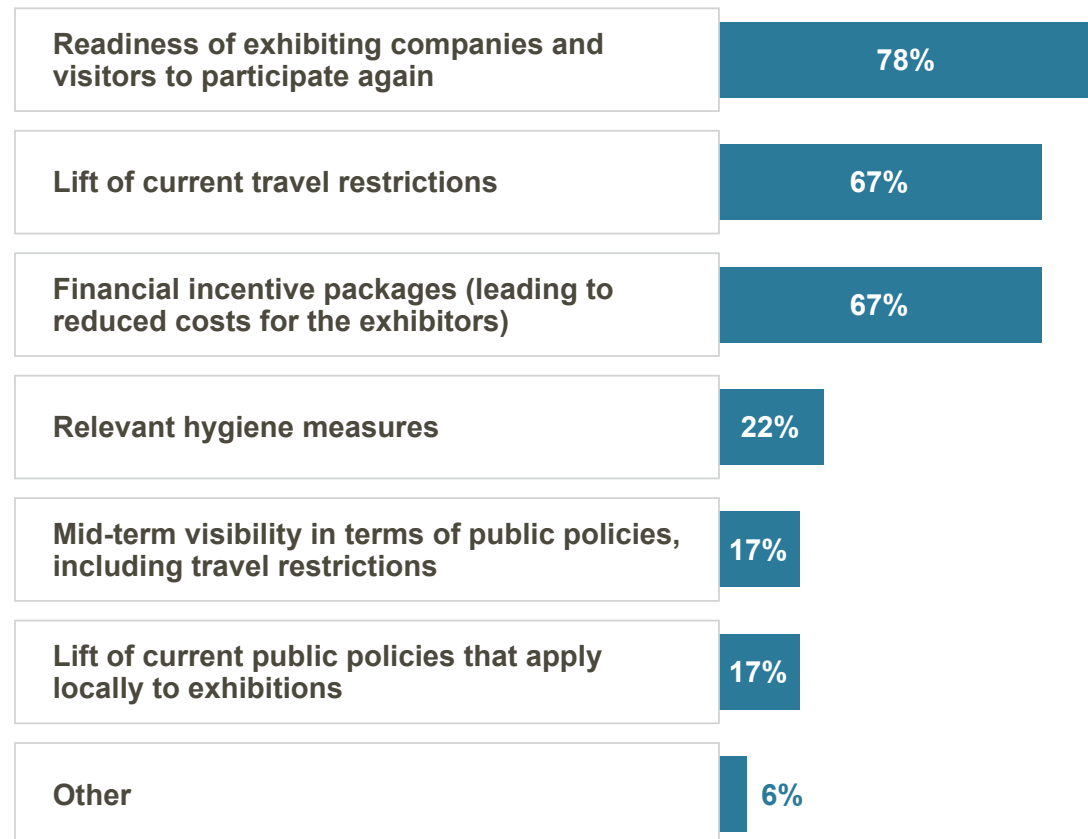 Readiness of exhibiting companies and
visitors to participate again
78%
Lift of current travel restrictions
67%
Financial incentive packages (leading to
reduced costs for the exhibitors)
67%
Relevant hygiene measures
22%
Mid-term visibility in terms of public policies,
including travel restrictions
17%
Lift of current public policies that apply
locally to exhibitions
17%
Other
6%